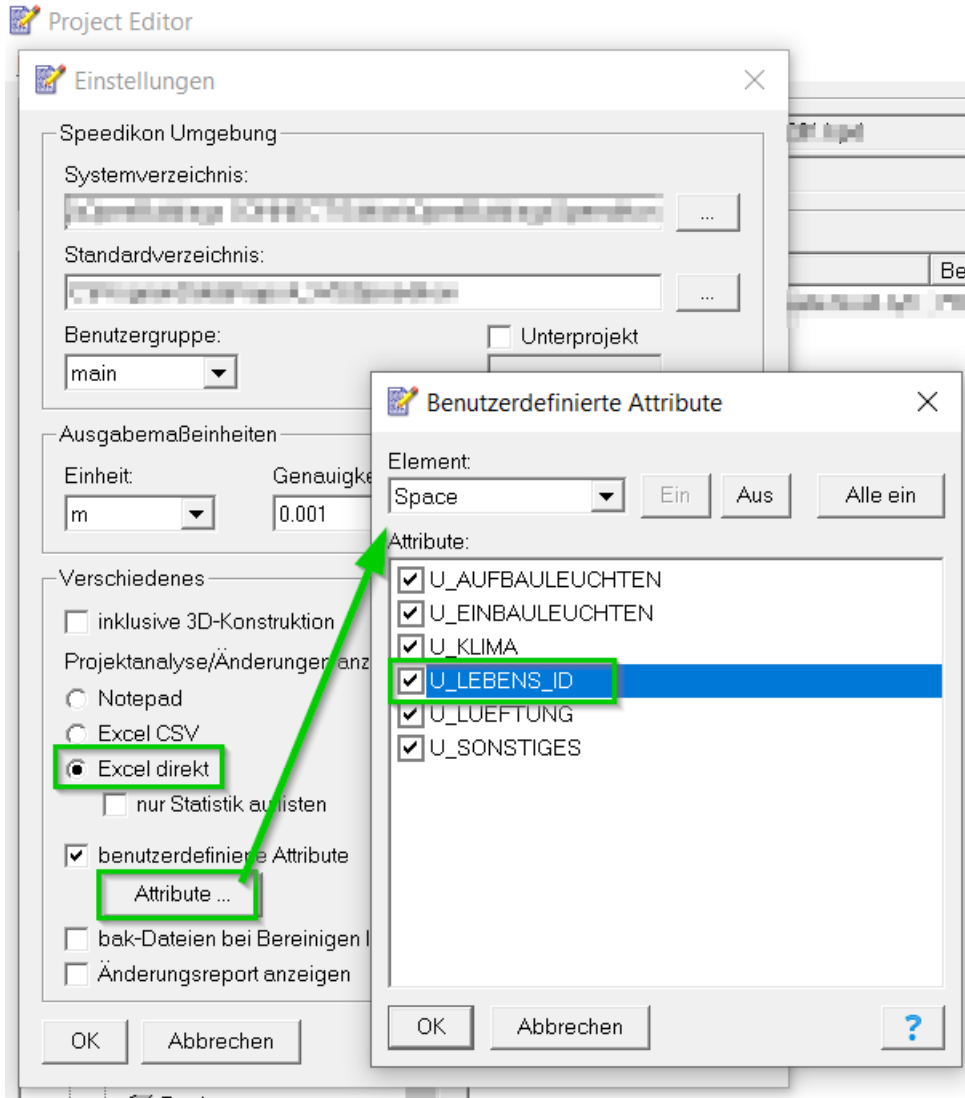 Project Editor
Einstellungen
Speedikon Umgebung
Systemverzeichnis:
...
Standardverzeichnis:
...
Be
Benutzergruppe:
Unterprojekt
main
Ausgabemaßeinheiten
Einheit:
Genauigke
m
0.001
Verschiedenes
inklusive 3D-Konstruktion
Projektanalyse/Änderungen anz
Notepad
Excel CSV
Excel direkt
nur Statistik auflisten
benutzerdefinierte Attribute
Attribute ...
bak-Dateien bei Bereinigen l
Änderungsreport anzeigen
OK
Abbrechen
Benutzerdefinierte Attribute
Element:
Space
Ein
Aus
Alle ein
Attribute:
U_AUFBAULEUCHTEN
U_EINBAULEUCHTEN
U_KLIMA
U_LEBENS_ID
U_LUEFTUNG
U_SONSTIGES
OK
Abbrechen
?